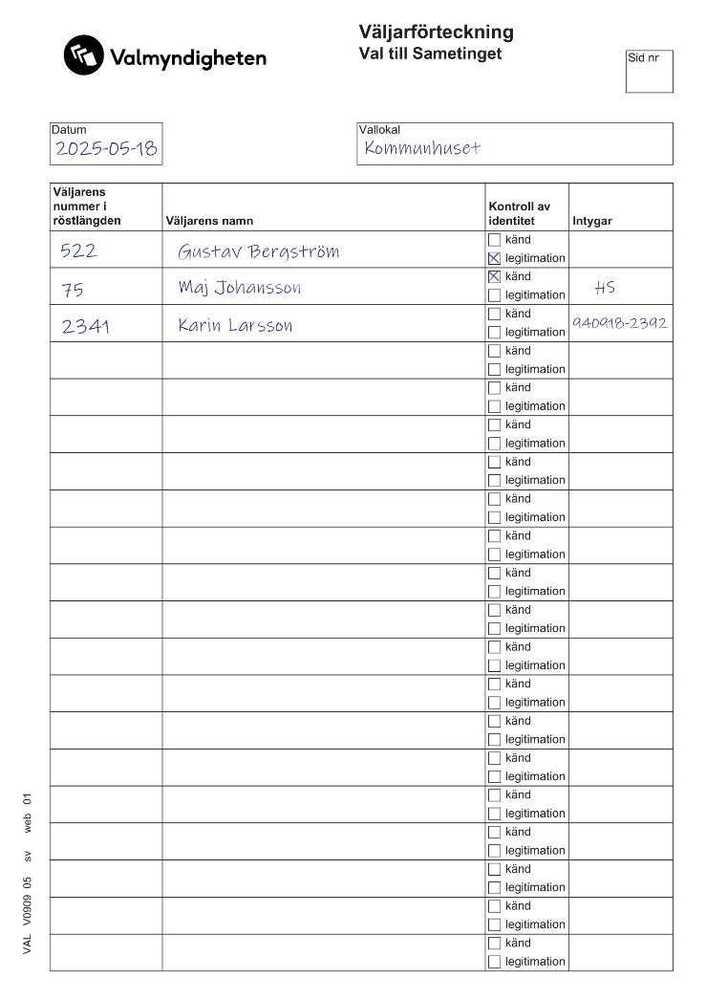 Valmyndigheten
Väljarförteckning
Val till Sametinget
Sid nr
Datum
2025-05-18
Vallokal
Kommunhuset
Väljarens
nummer i
röstlängden
Väljarens namn
Kontroll av
identitet
Intygar
522
Gustav Bergström
känd
legitimation
75
Maj Johansson
känd
legitimation
HS
2341
Karin Larsson
känd
legitimation
940918-2392
känd
legitimation
känd
legitimation
känd
legitimation
känd
legitimation
känd
legitimation
känd
legitimation
känd
legitimation
känd
legitimation
känd
legitimation
känd
legitimation
känd
legitimation
känd
legitimation
känd
legitimation
känd
legitimation
känd
legitimation
känd
legitimation
känd
legitimation
VAL V0909 05 sv web 01